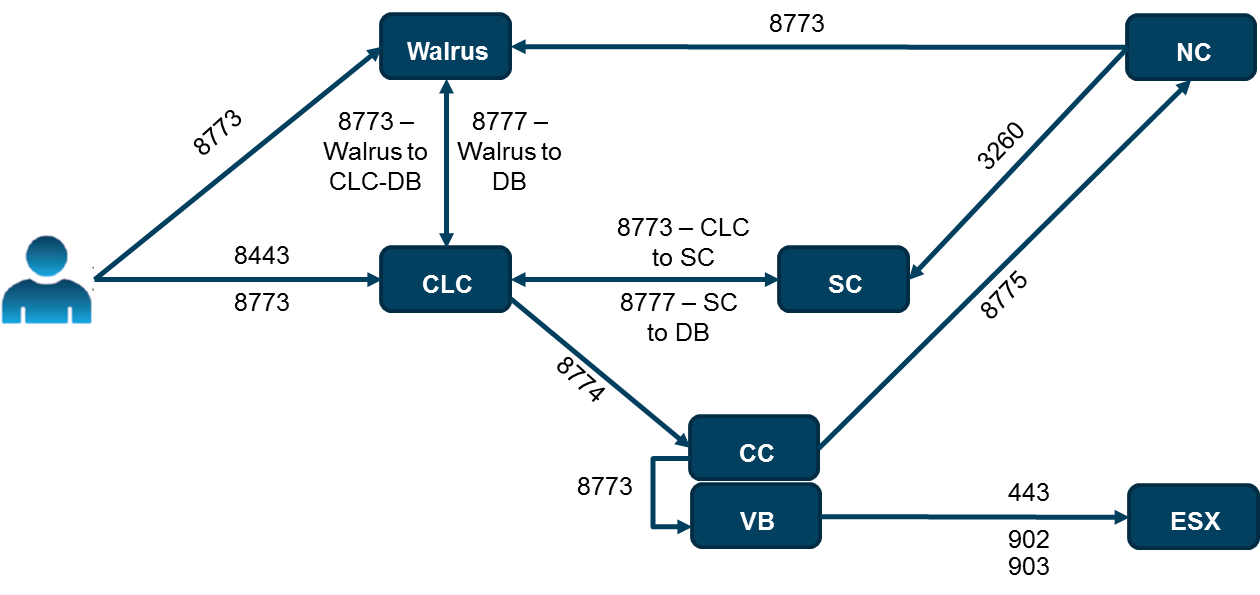 8773
Walrus
NC
8773
8773 –
Walrus to
CLC-DB
8777 –
Walrus to
DB
3260
8443
8773
CLC
8773 – CLC
to SC
8777 – SC
to DB
SC
8775
8774
CC
8773
VB
443
902
903
ESX